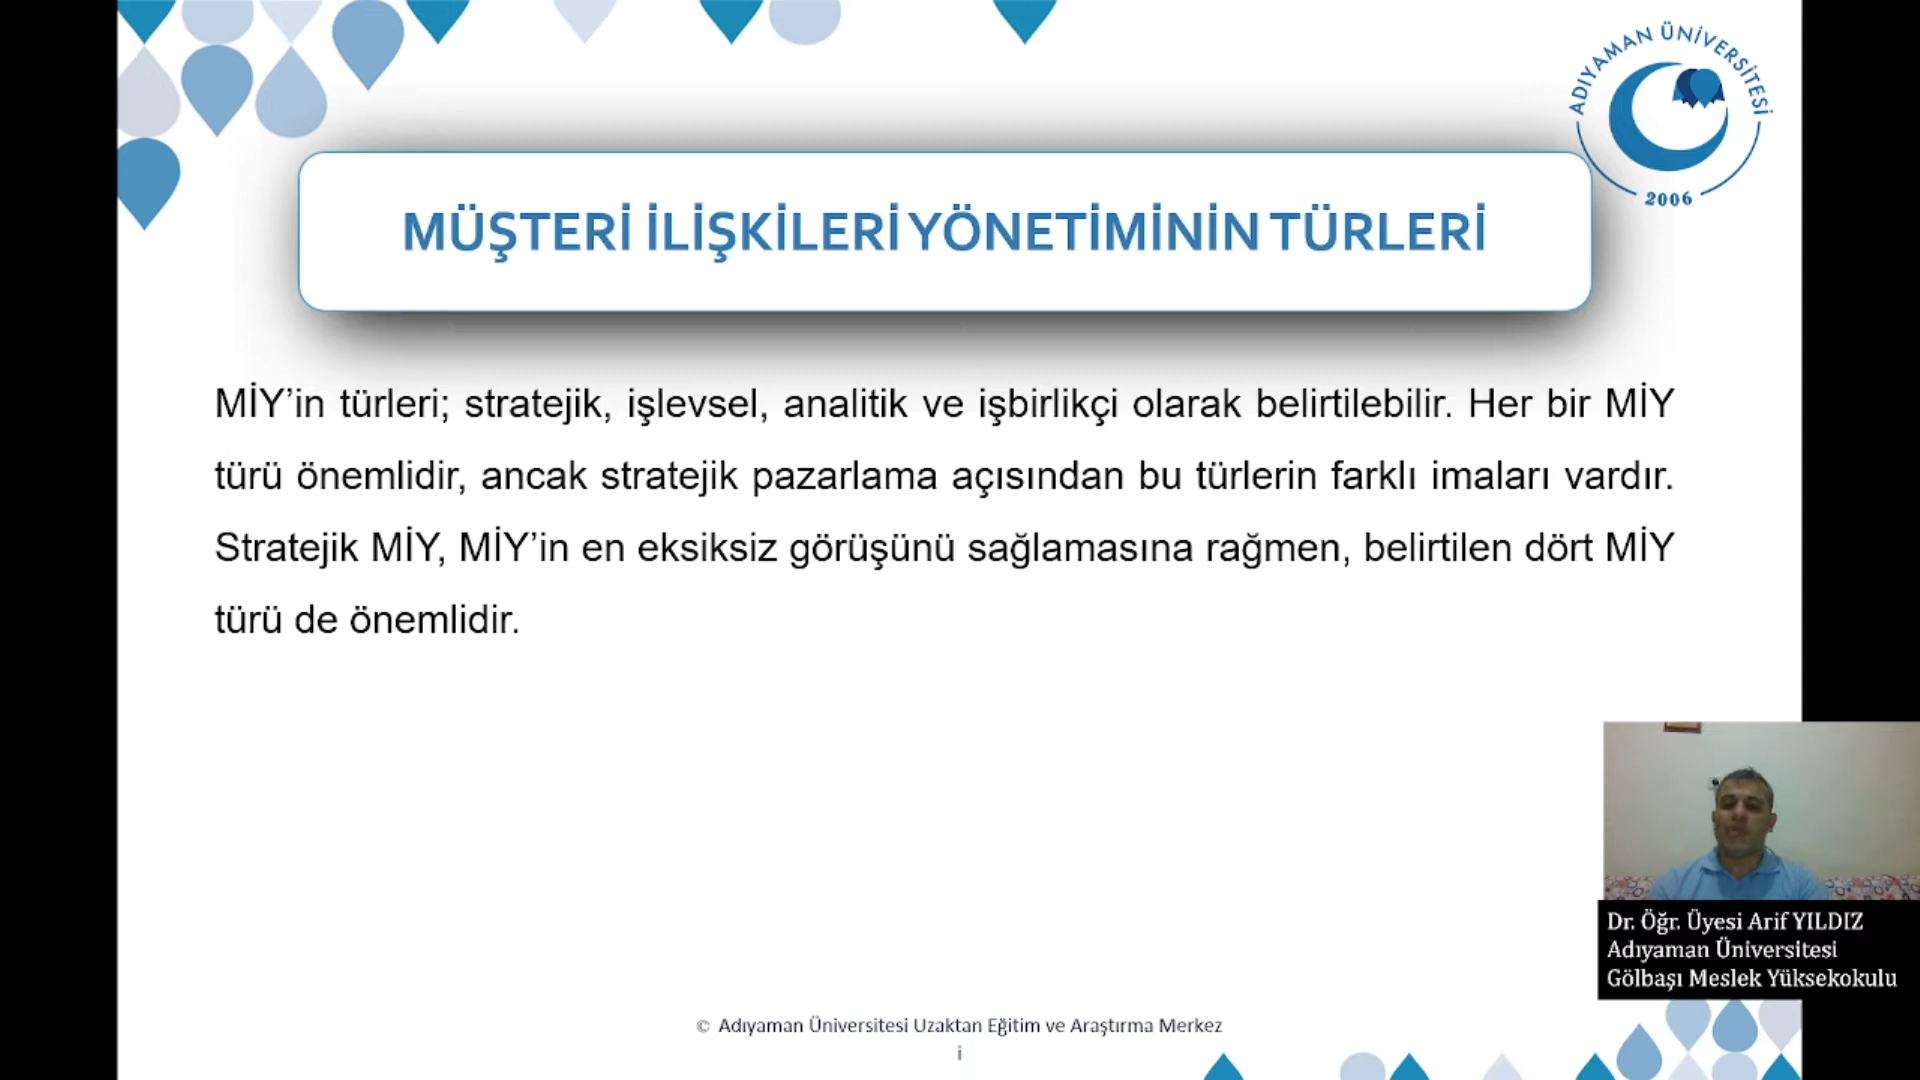 ADIYAMAN ÜNİVERSİTESİ
2006
MÜŞTERİ İLİŞKİLERİ YÖNETİMİNİN TÜRLERİ
MİY’in türleri; stratejik, işlevsel, analitik ve işbirlikçi olarak belirtilebilir. Her bir MİY
türü önemlidir, ancak stratejik pazarlama açısından bu türlerin farklı imaları vardır.
Stratejik MİY, MİY’in en eksiksiz görüşünü sağlamasına rağmen, belirtilen dört MİY
türü de önemlidir.
Dr. Öğr. Üyesi Arif YILDIZ
Adıyaman Üniversitesi
Gölbaşı Meslek Yüksekokulu
© Adıyaman Üniversitesi Uzaktan Eğitim ve Araştırma Merkez
i